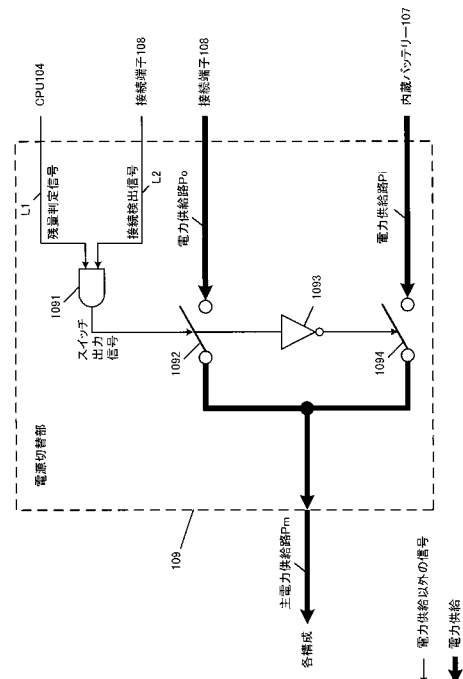 CPU104
接続端子108
接続端子108
内蔵バッテリー107
L1
残量判定信号
接続検出信号
L2
電力供給路Po
電力供給路Pi
1091
スイッチ
出力
信号
1092
1093
1094
電源切替部
109
主電力供給路Pm
各構成
電力供給以外の信号
電力供給